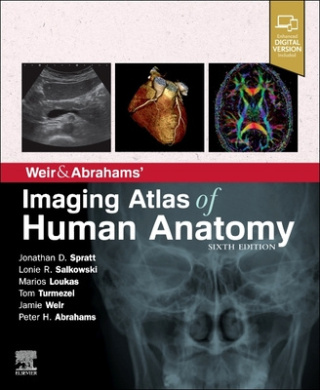 Enhanced
DIGITAL
VERSION
Included
Weir & Abrahams'
Imaging Atlas of
Human Anatomy
SIXTH EDITION
Jonathan D. Spratt
Lonie R. Salkowski
Marios Loukas
Tom Turmezei
Jamie Weir
Peter H. Abrahams
ELSEVIER